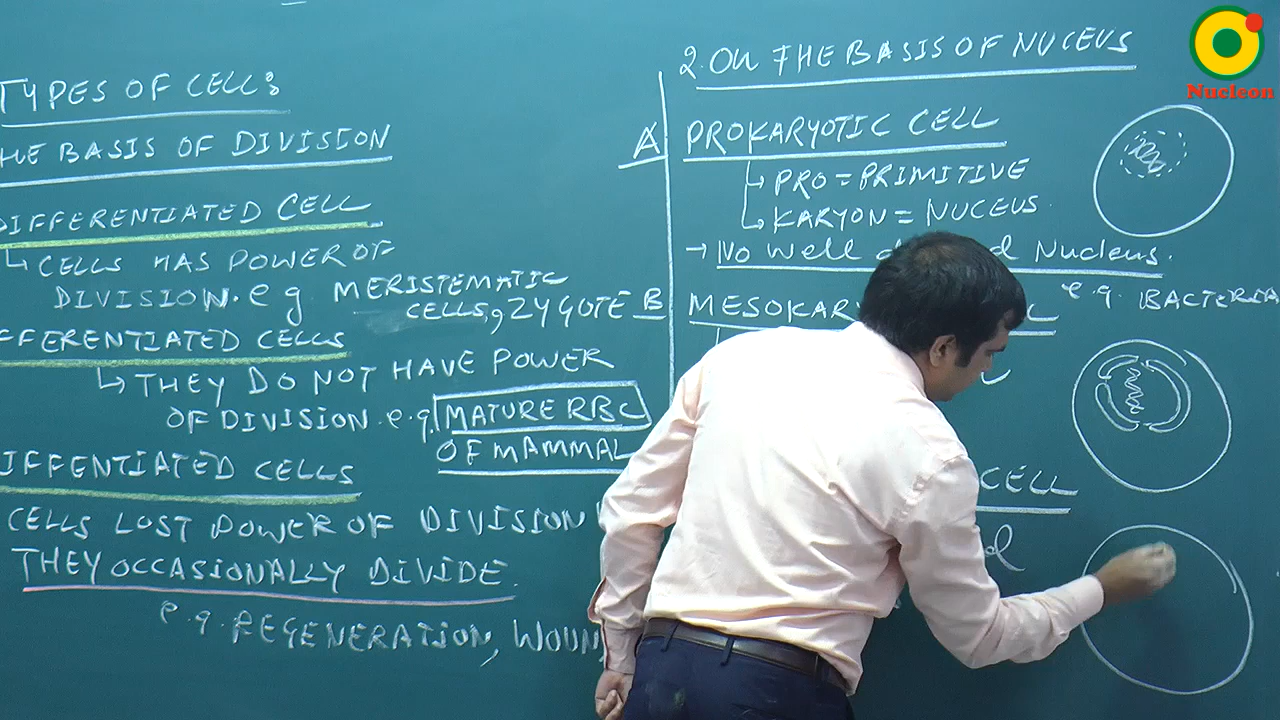 TYPES OF CELL:
HE BASIS OF DIVISION
DIFFERENTIATED CELL
↳ CELLS HAS POWER OF
DIVISION. e.g. MERISTEMATIC
CELLS, ZYGOTE
FFERENTIATED CELLS
↳ THEY DO NOT HAVE POWER
OF DIVISION. e.g. MATURE RBC
OF MAMMAL
IFFENTIATED CELLS
CELLS LOST POWER OF DIVISION
THEY OCCASIONALLY DIVIDE.
e.g. REGENERATION, WOUN
2. ON THE BASIS OF NUCEUS
A PROKARYOTIC CELL
↳ PRO = PRIMITIVE
↳ KARYON = NUCEUS.
→ No well d d Nucleus.
e.g. BACTERIA
B MESOKAR
CELL
d
Nucleon